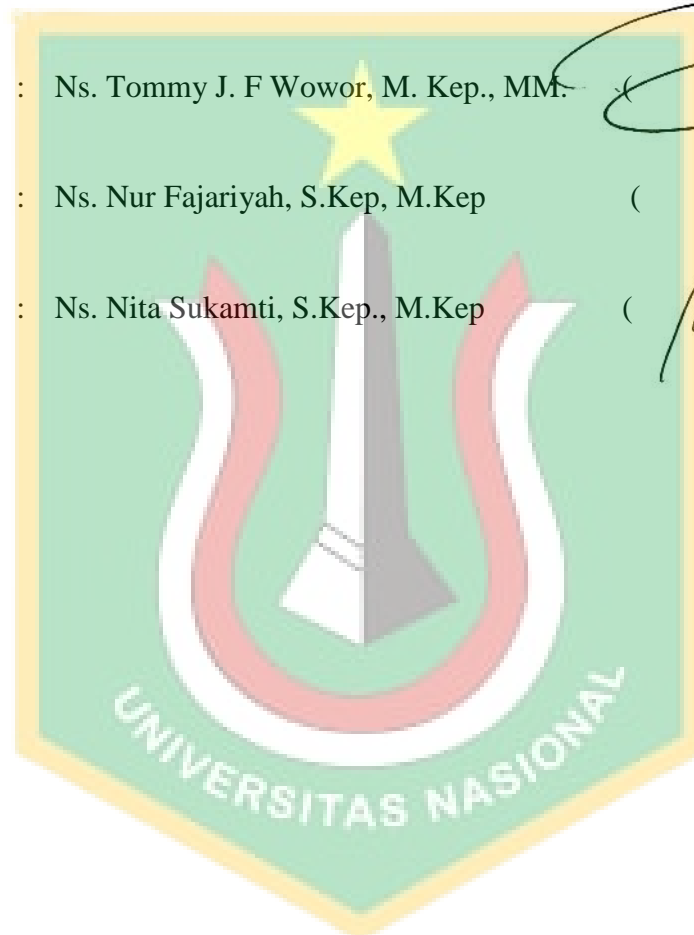 : Ns. Tommy J. F Wowor, M. Kep., MM. (
: Ns. Nur Fajariyah, S.Kep, M.Kep (
: Ns. Nita Sukamti, S.Kep., M.Kep (
UNIVERSITAS NASIONAL